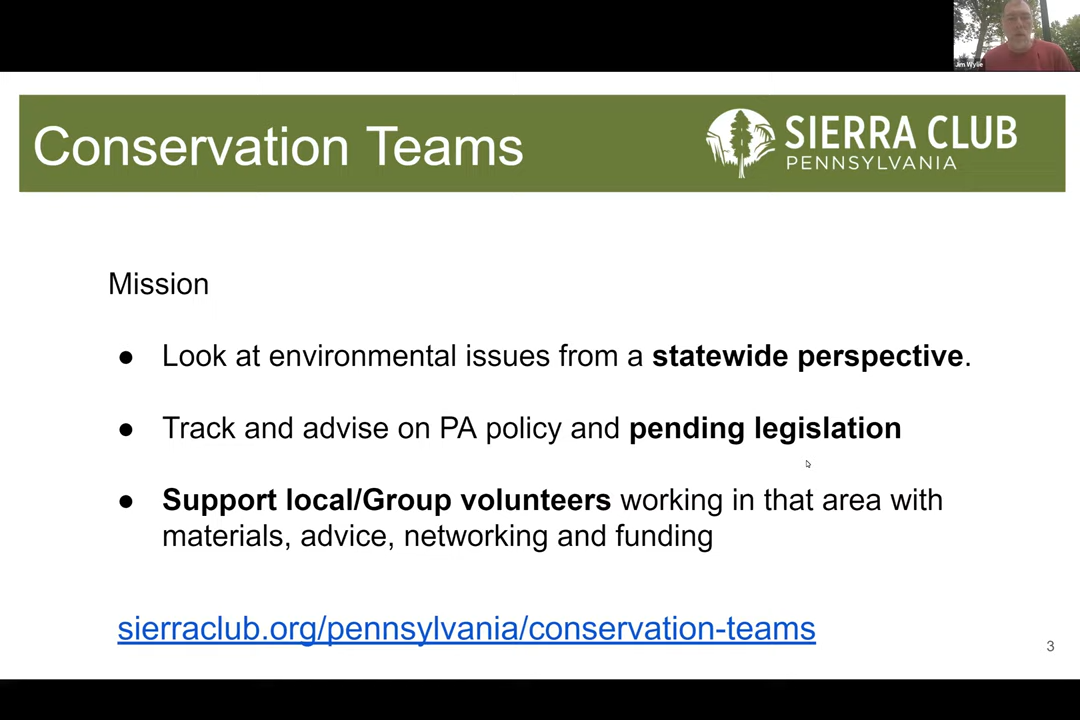 Jim Wylie
Conservation Teams
SIERRA CLUB
PENNSYLVANIA
Mission
● Look at environmental issues from a statewide perspective.
● Track and advise on PA policy and pending legislation
● Support local/Group volunteers working in that area with
materials, advice, networking and funding
sierraclub.org/pennsylvania/conservation-teams
3